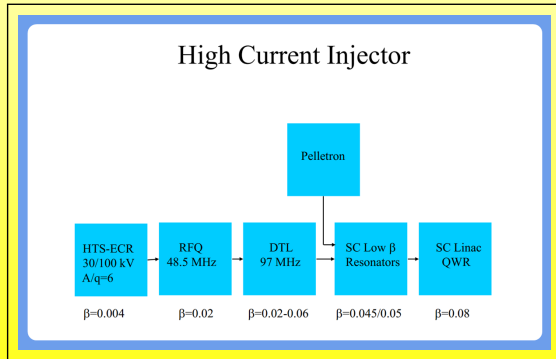 High Current Injector
Pelletron
HTS-ECR
30/100 kV
A/q=6
RFQ
48.5 MHz
DTL
97 MHz
SC Low β
Resonators
SC Linac
QWR
β=0.004
β=0.02
β=0.02-0.06
β=0.045/0.05
β=0.08